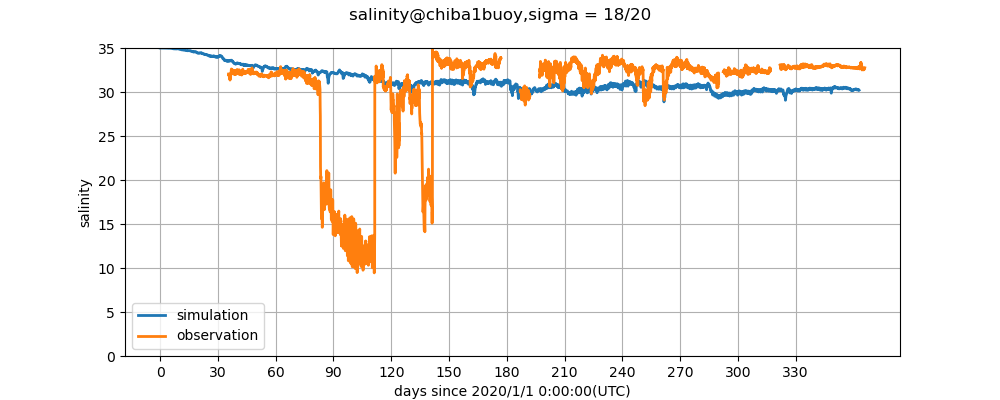 salinity@chiba1buoy,sigma = 18/20
35
30
25
20
15
10
5
0
salinity
simulation
observation
0 30 60 90 120 150 180 210 240 270 300 330
days since 2020/1/1 0:00:00(UTC)